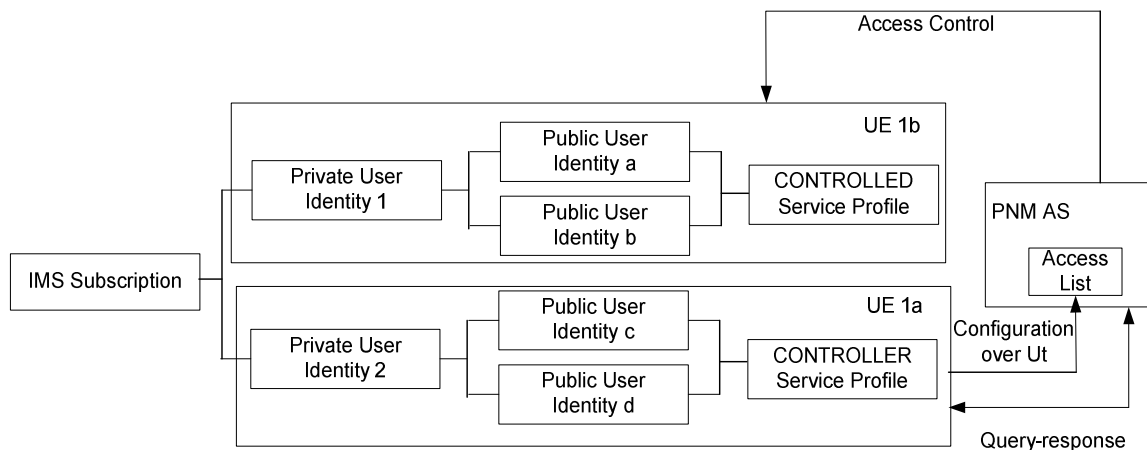 Access Control
UE 1b
Public User
Identity a
Private User
Identity 1
CONTROLLED
Service Profile
Public User
Identity b
PNM AS
Access
List
IMS Subscription
UE 1a
Public User
Identity c
Private User
Identity 2
CONTROLLER
Service Profile
Public User
Identity d
Configuration
over Ut
Query-response